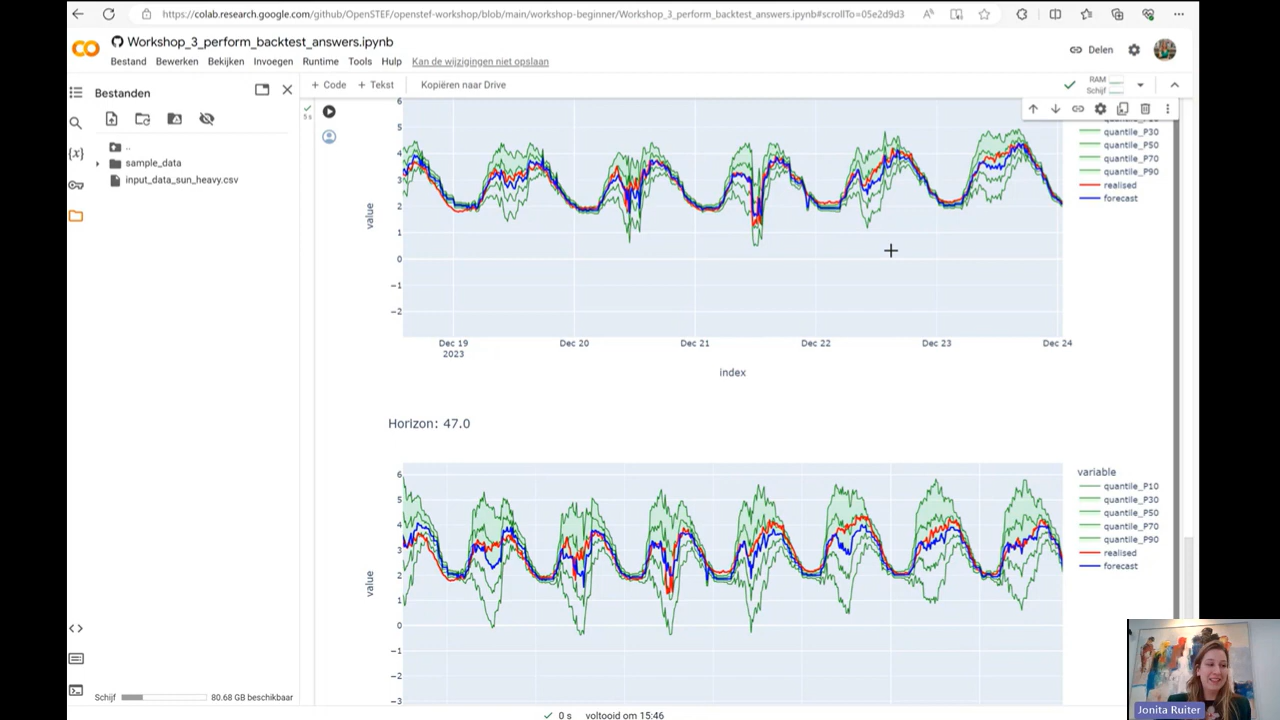 https://colab.research.google.com/github/OpenSTEF/openstef-workshop/blob/main/workshop-beginner/Workshop_3_perform_backtest_answers.ipynb#scrollTo=05e2d9d3
Workshop_3_perform_backtest_answers.ipynb
Bestand Bewerken Bekijken Invoegen Runtime Tools Hulp Kan de wijzigingen niet opslaan
Delen
+ Code + Tekst Kopiëren naar Drive
RAM
Schijf
Bestanden
..
sample_data
input_data_sun_heavy.csv
5s
6
5
4
3
2
1
0
−1
−2
value
Dec 19
2023
Dec 20
Dec 21
Dec 22
Dec 23
Dec 24
index
quantile_P30
quantile_P50
quantile_P70
quantile_P90
realised
forecast
Horizon: 47.0
6
5
4
3
2
1
0
−1
−2
−3
value
variable
quantile_P10
quantile_P30
quantile_P50
quantile_P70
quantile_P90
realised
forecast
Schijf 80.68 GB beschikbaar
0 s voltooid om 15:46
Jonita Ruiter